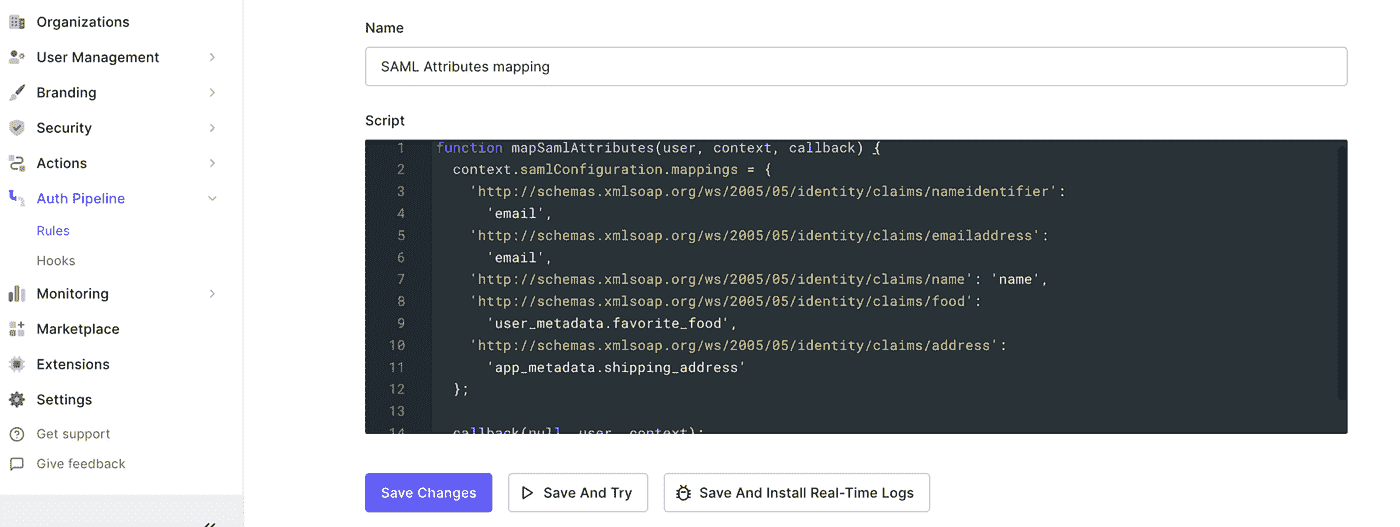 Organizations
User Management
Branding
Security
Actions
Auth Pipeline
Rules
Hooks
Monitoring
Marketplace
Extensions
Settings
Get support
Give feedback
Name
SAML Attributes mapping
Script
1 function mapSamlAttributes(user, context, callback) {
2 context.samlConfiguration.mappings = {
3 'http://schemas.xmlsoap.org/ws/2005/05/identity/claims/nameidentifier':
4 'email',
5 'http://schemas.xmlsoap.org/ws/2005/05/identity/claims/emailaddress':
6 'email',
7 'http://schemas.xmlsoap.org/ws/2005/05/identity/claims/name': 'name',
8 'http://schemas.xmlsoap.org/ws/2005/05/identity/claims/food':
9 'user_metadata.favorite_food',
10 'http://schemas.xmlsoap.org/ws/2005/05/identity/claims/address':
11 'app_metadata.shipping_address'
12 };
13
14 callback(null, user, context);
Save Changes
Save And Try
Save And Install Real-Time Logs